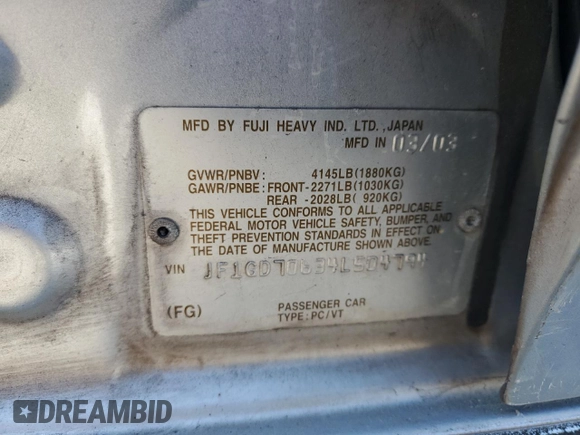 MFD BY FUJI HEAVY IND. LTD., JAPAN
MFD IN 03/03
GVWR/PNBV: 4145LB(1880KG)
GAWR/PNBE: FRONT-2271LB(1030KG)
REAR -2028LB( 920KG)
THIS VEHICLE CONFORMS TO ALL APPLICABLE
FEDERAL MOTOR VEHICLE SAFETY, BUMPER, AND
THEFT PREVENTION STANDARDS IN EFFECT ON
THE DATE OF MANUFACTURE SHOWN ABOVE.
VIN
(FG) PASSENGER CAR
TYPE: PC/VT
DREAMBID